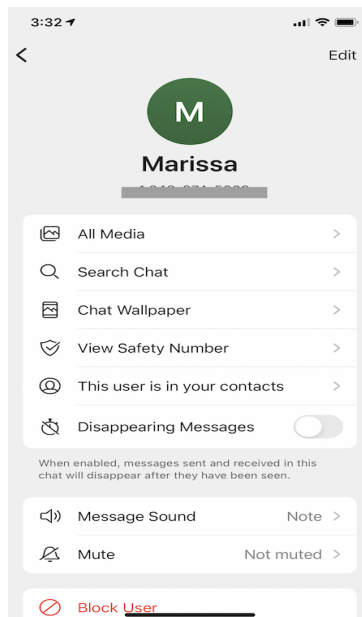 3:32
Edit
M
Marissa
All Media
Search Chat
Chat Wallpaper
View Safety Number
This user is in your contacts
Disappearing Messages
When enabled, messages sent and received in this
chat will disappear after they have been seen.
Message Sound Note
Mute Not muted
Block User